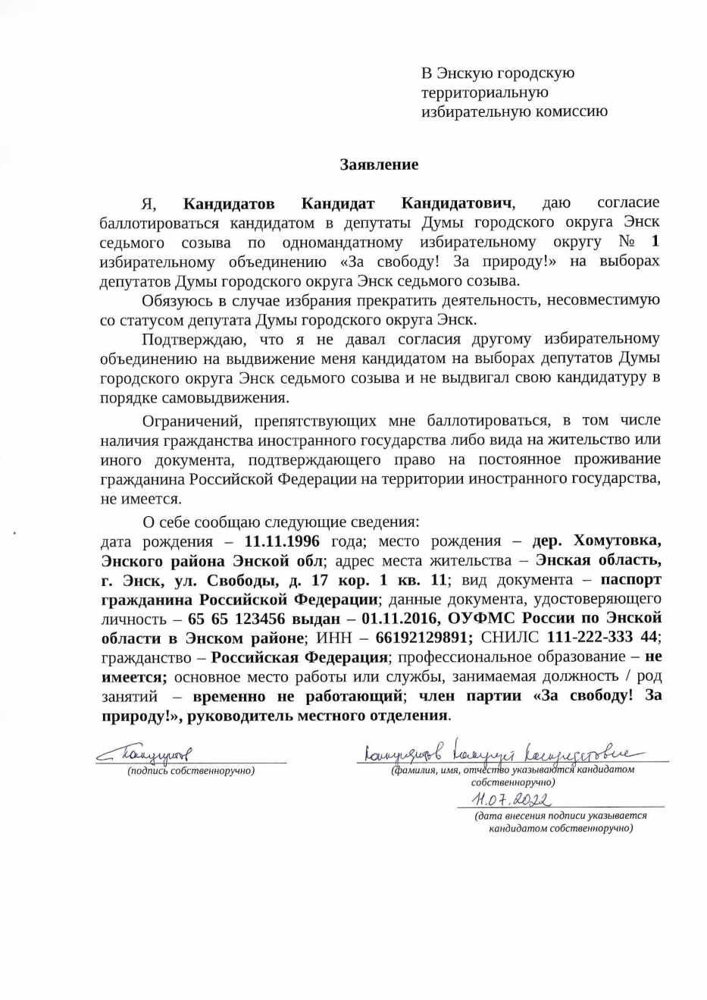 В Энскую городскую
территориальную
избирательную комиссию
Заявление
Я, Кандидатов Кандидат Кандидатович, даю согласие
баллотироваться кандидатом в депутаты Думы городского округа Энск
седьмого созыва по одномандатному избирательному округу № 1
избирательному объединению «За свободу! За природу!» на выборах
депутатов Думы городского округа Энск седьмого созыва.
Обязуюсь в случае избрания прекратить деятельность, несовместимую
со статусом депутата Думы городского округа Энск.
Подтверждаю, что я не давал согласия другому избирательному
объединению на выдвижение меня кандидатом на выборах депутатов Думы
городского округа Энск седьмого созыва и не выдвигал свою кандидатуру в
порядке самовыдвижения.
Ограничений, препятствующих мне баллотироваться, в том числе
наличия гражданства иностранного государства либо вида на жительство или
иного документа, подтверждающего право на постоянное проживание
гражданина Российской Федерации на территории иностранного государства,
не имеется.
О себе сообщаю следующие сведения:
дата рождения – 11.11.1996 года; место рождения – дер. Хомутовка,
Энского района Энской обл; адрес места жительства – Энская область,
г. Энск, ул. Свободы, д. 17 кор. 1 кв. 11; вид документа – паспорт
гражданина Российской Федерации; данные документа, удостоверяющего
личность – 65 65 123456 выдан – 01.11.2016, ОУФМС России по Энской
области в Энском районе; ИНН – 66192129891; СНИЛС 111-222-333 44;
гражданство – Российская Федерация; профессиональное образование – не
имеется; основное место работы или службы, занимаемая должность / род
занятий – временно не работающий; член партии «За свободу! За
природу!», руководитель местного отделения.
Кандидатов Кандидат Кандидатович
(подпись собственноручно)
(фамилия, имя, отчество указываются кандидатом
собственноручно)
11.07.2022
(дата внесения подписи указывается
кандидатом собственноручно)